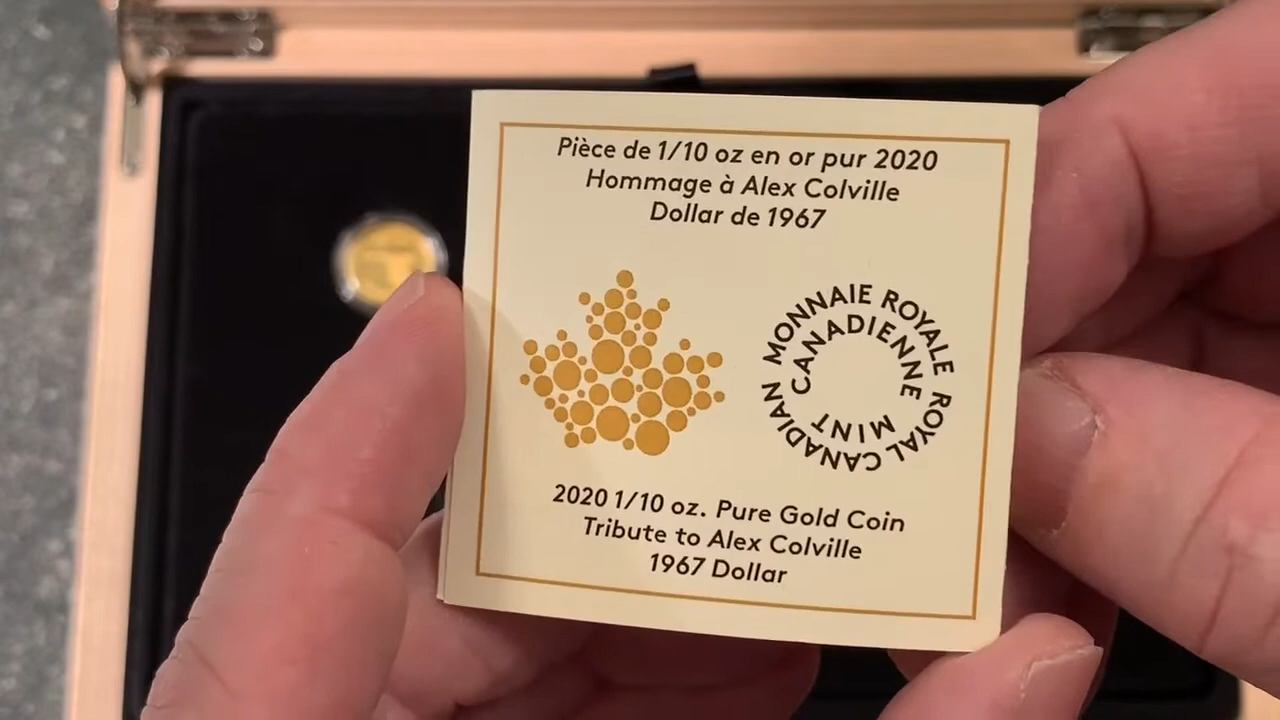 Pièce de 1/10 oz en or pur 2020
Hommage à Alex Colville
Dollar de 1967
MONNAIE ROYALE
CANADIENNE
ROYAL CANADIAN
MINT
2020 1/10 oz. Pure Gold Coin
Tribute to Alex Colville
1967 Dollar